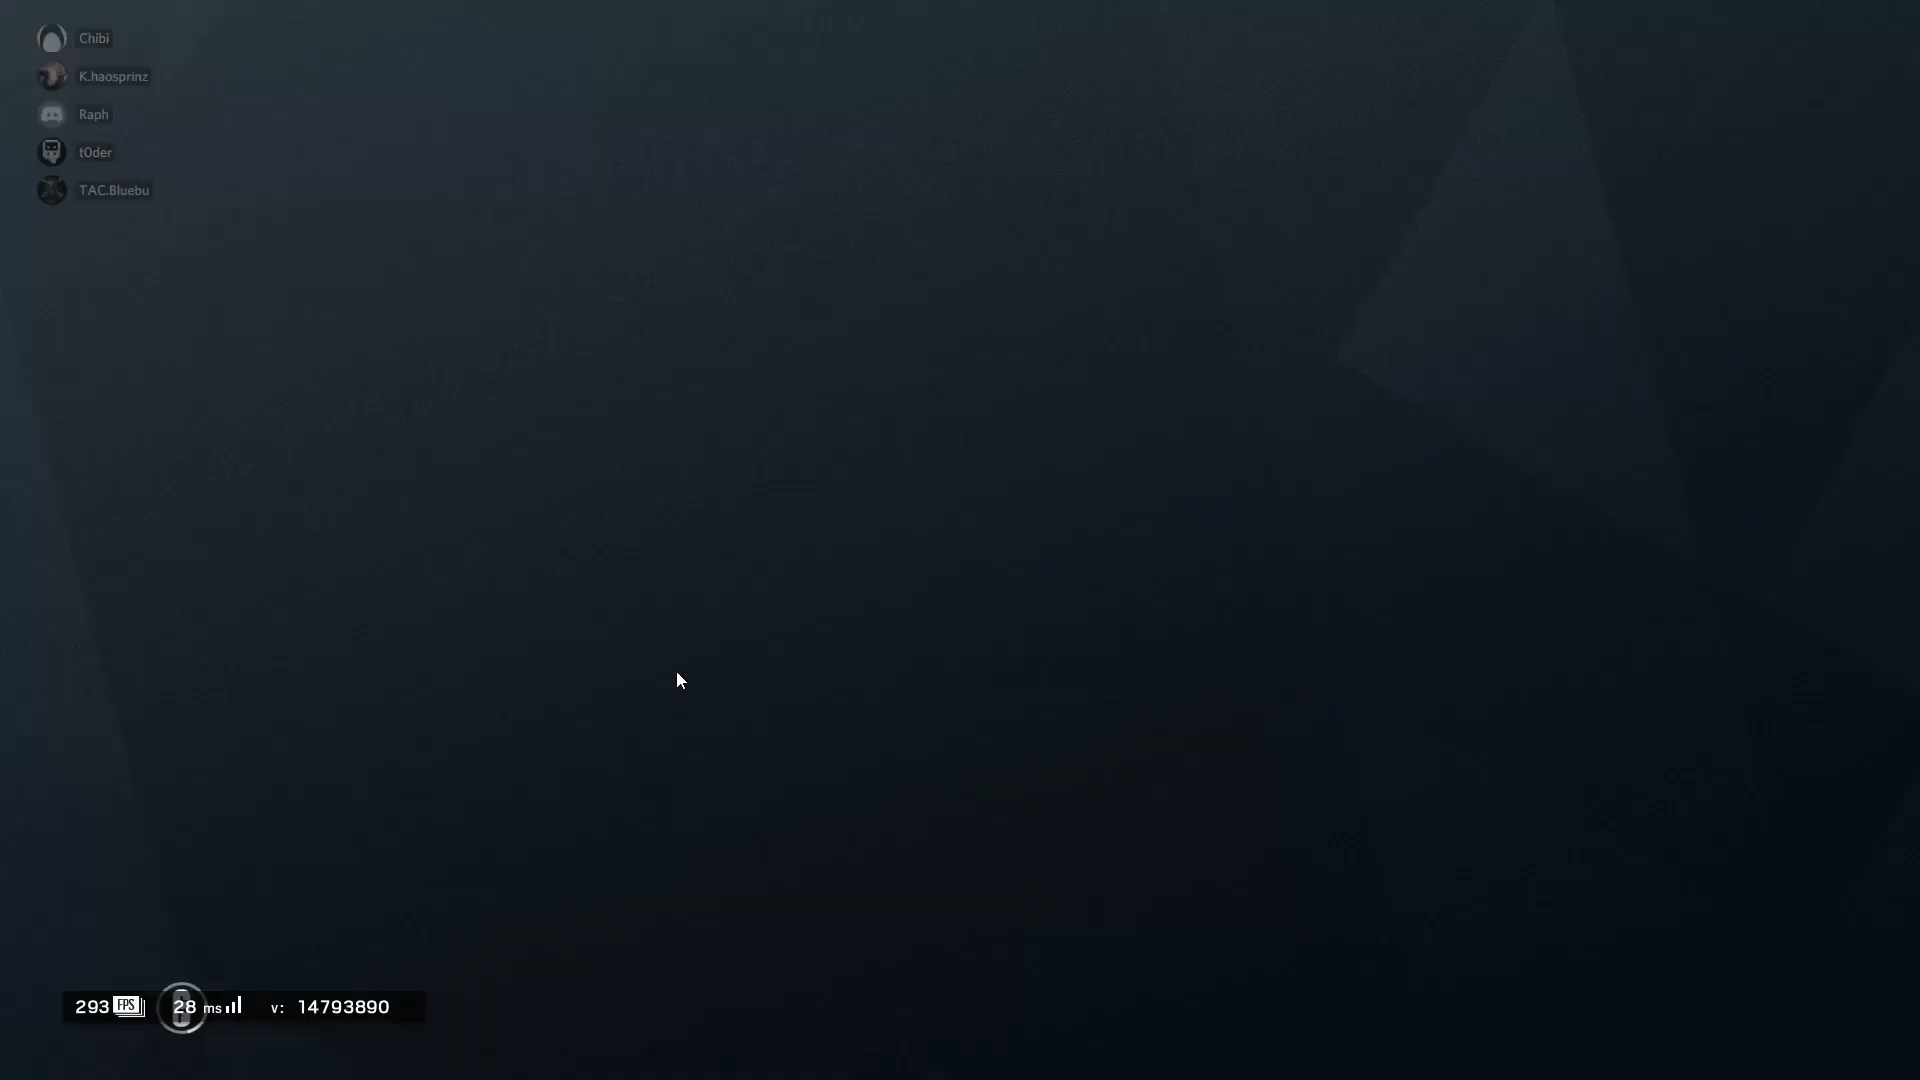 Chibi
K.haosprinz
Raph
t0der
TAC.Bluebu
293 FPS 28 ms v: 14793890